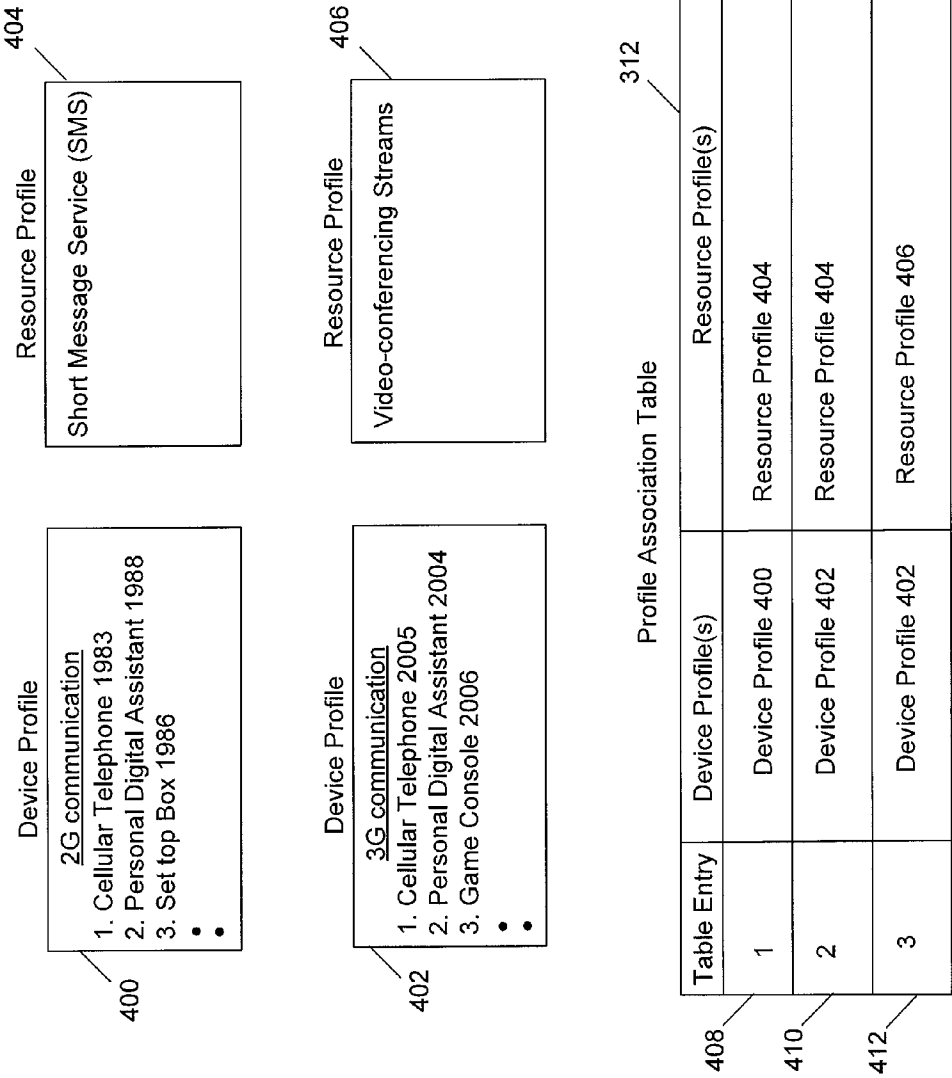 Device Profile
2G communication
1. Cellular Telephone 1983
2. Personal Digital Assistant 1988
3. Set top Box 1986
•
•
400
Resource Profile
Short Message Service (SMS)
404
Device Profile
3G communication
1. Cellular Telephone 2005
2. Personal Digital Assistant 2004
3. Game Console 2006
•
•
402
Resource Profile
Video-conferencing Streams
406
Profile Association Table
312
Table Entry Device Profile(s) Resource Profile(s)
408 1 Device Profile 400 Resource Profile 404
410 2 Device Profile 402 Resource Profile 404
412 3 Device Profile 402 Resource Profile 406